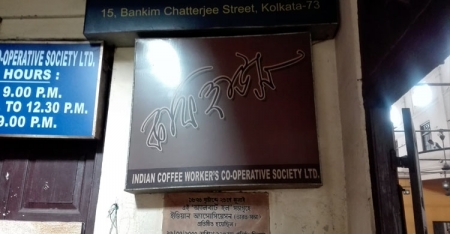 15, Bankim Chatterjee Street, Kolkata-73
O-OPERATIVE SOCIETY LTD.
HOURS :
9.00 P.M.
TO 12.30 P.M.
9.00 P.M.
কফি হাউস
INDIAN COFFEE WORKER'S CO-OPERATIVE SOCIETY LTD.